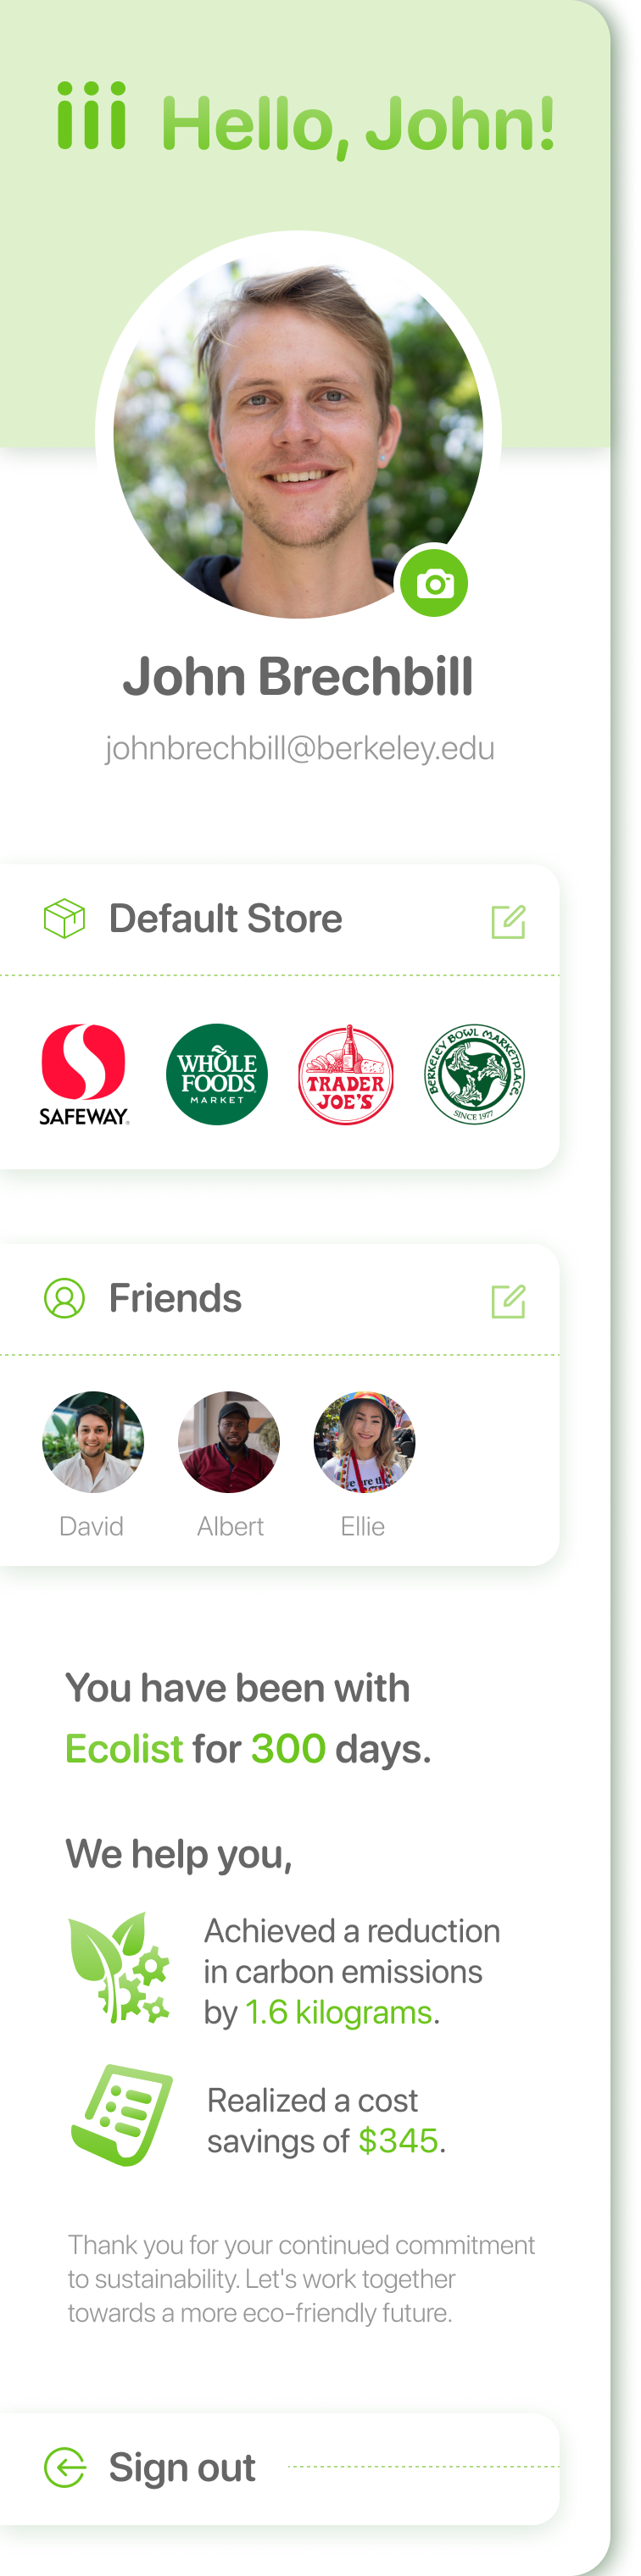 Hello, John!
John Brechbill
johnbrechbill@berkeley.edu
Default Store
SAFEWAY
WHOLE
FOODS
MARKET
TRADER
JOE'S
BERKELEY BOWL MARKETPLACE
SINCE 1977
Friends
David
Albert
Ellie
You have been with
Ecolist for 300 days.
We help you,
Achieved a reduction
in carbon emissions
by 1.6 kilograms.
Realized a cost
savings of $345.
Thank you for your continued commitment
to sustainability. Let's work together
towards a more eco-friendly future.
Sign out